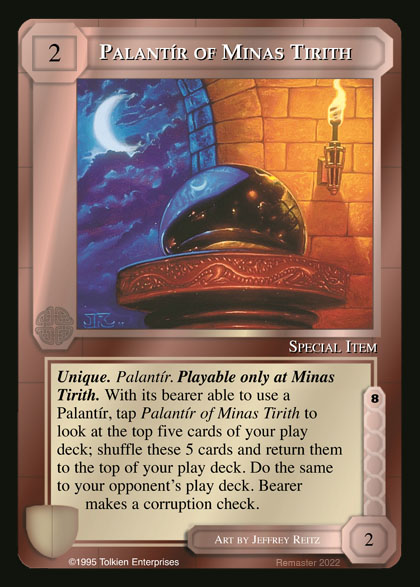 2
PALANTÍR OF MINAS TIRITH
SPECIAL ITEM
Unique. Palantír. Playable only at Minas
Tirith. With its bearer able to use a
Palantír, tap Palantír of Minas Tirith to
look at the top five cards of your play
deck; shuffle these 5 cards and return them
to the top of your play deck. Do the same
to your opponent's play deck. Bearer
makes a corruption check.
8
ART BY JEFFREY REITZ
2
©1995 Tolkien Enterprises
Remaster 2022